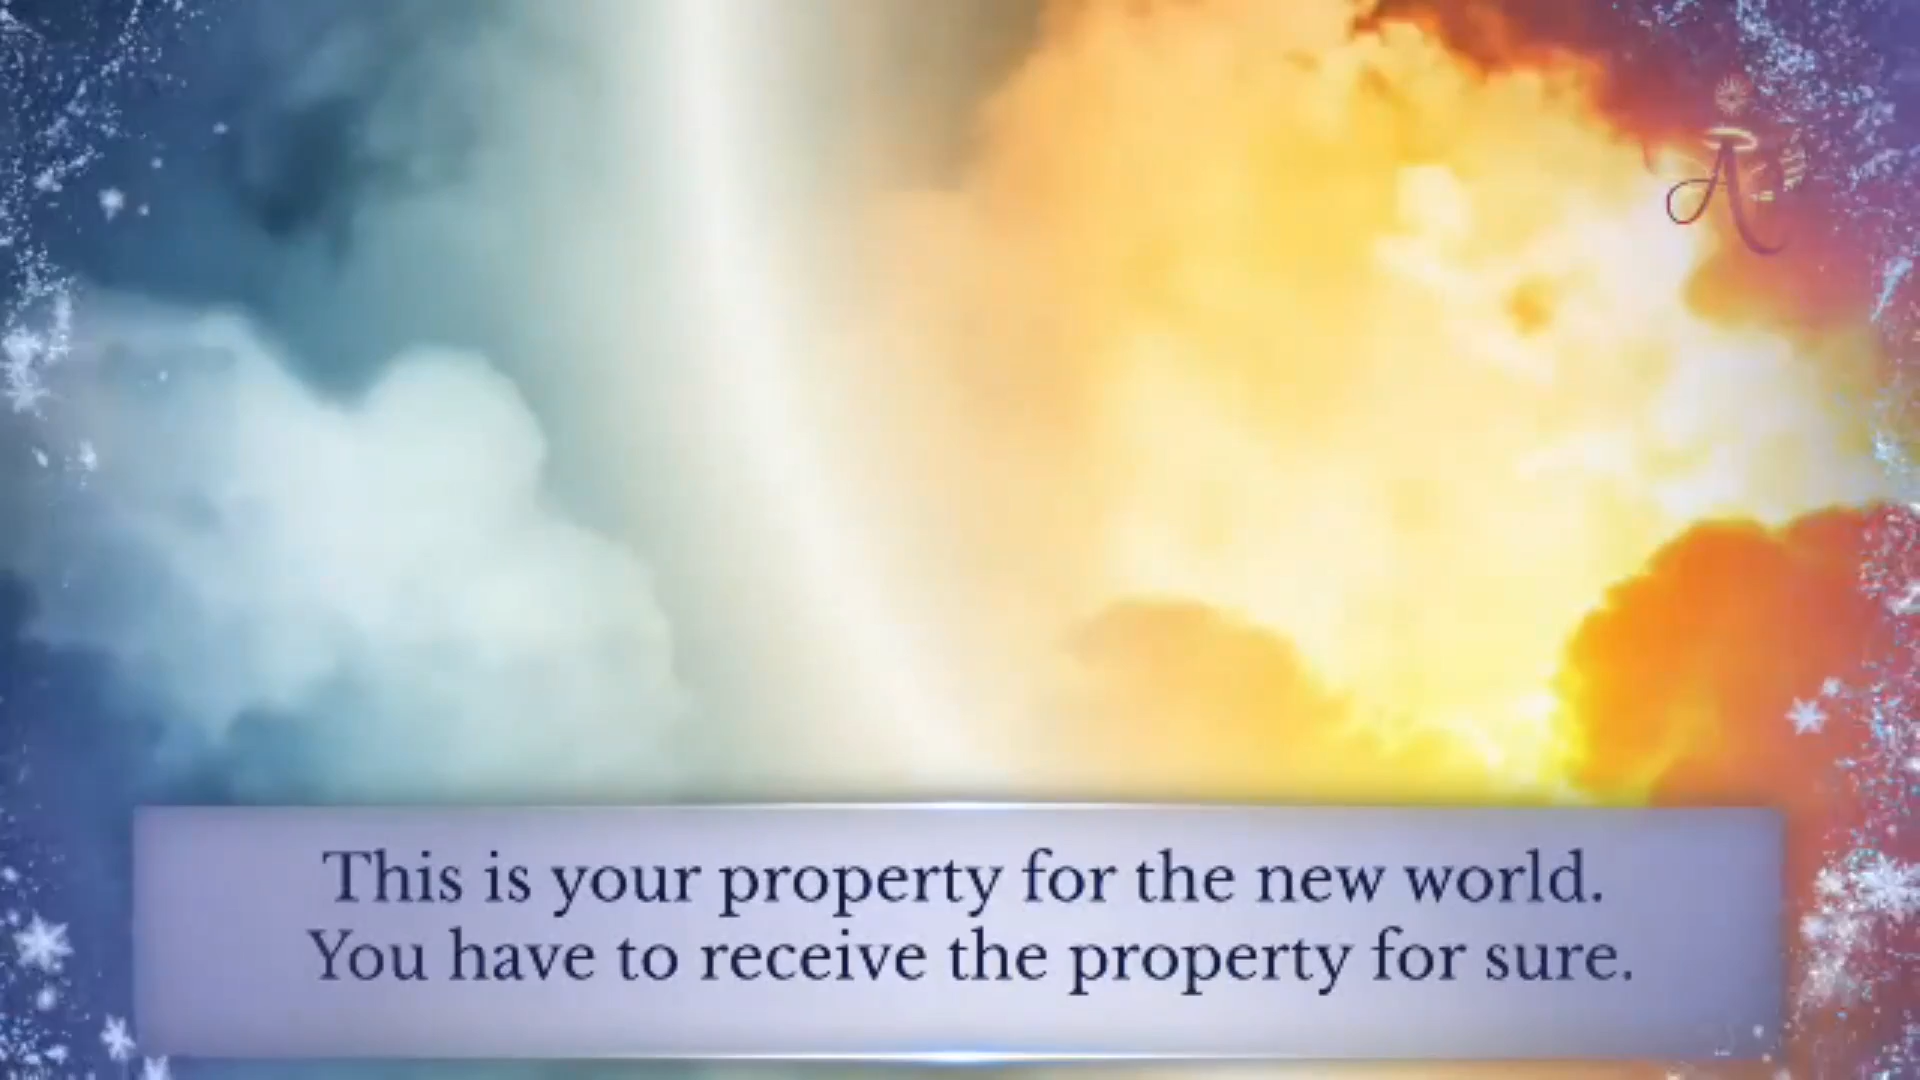 This is your property for the new world.
You have to receive the property for sure.